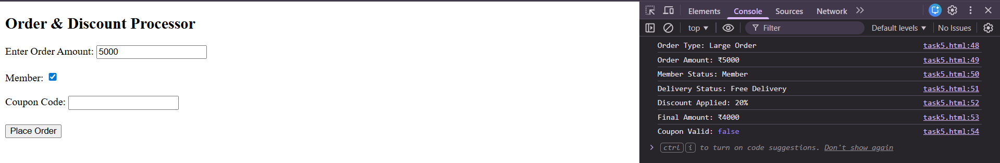 Order & Discount Processor
Enter Order Amount: 5000
Member:
Coupon Code:
Place Order
Elements Console Sources Network
top Filter Default levels No Issues
Order Type: Large Order task5.html:48
Order Amount: ₹5000 task5.html:49
Member Status: Member task5.html:50
Delivery Status: Free Delivery task5.html:51
Discount Applied: 20% task5.html:52
Final Amount: ₹4000 task5.html:53
Coupon Valid: false task5.html:54
ctrl i to turn on code suggestions. Don't show again